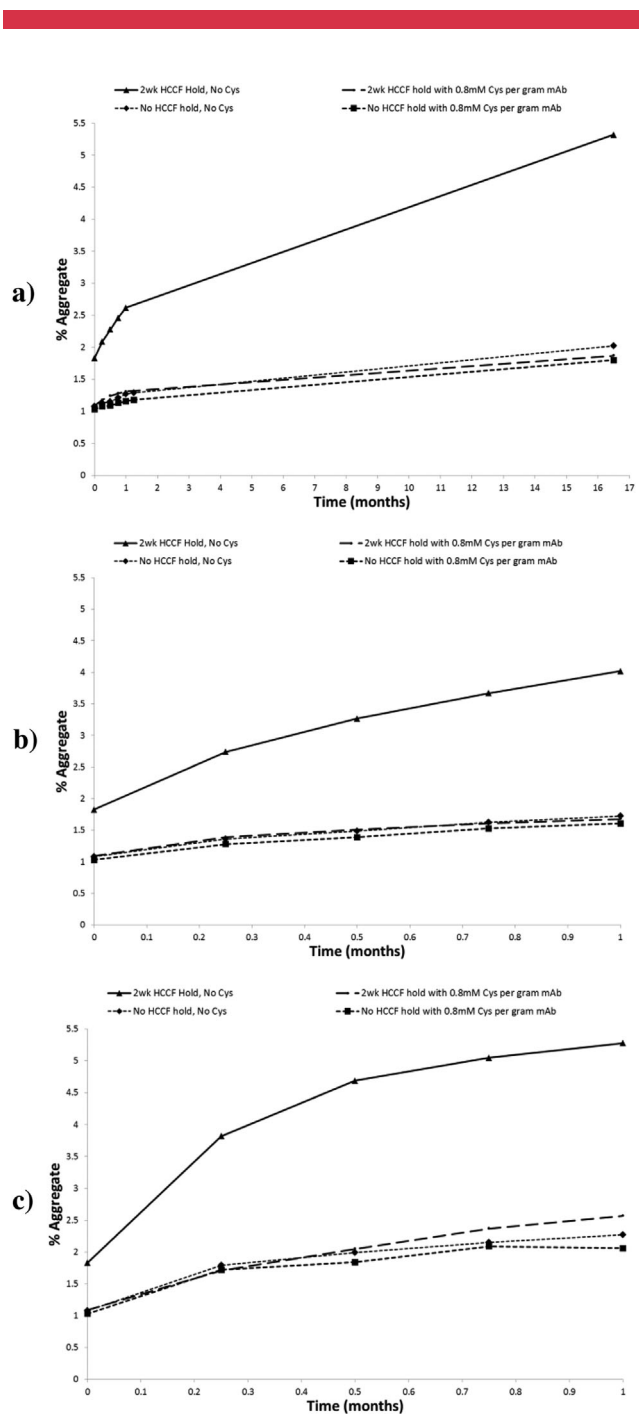 2wk HCCF Hold, No Cys
2wk HCCF hold with 0.8mM Cys per gram mAb
No HCCF hold, No Cys
No HCCF hold with 0.8mM Cys per gram mAb
a)
% Aggregate
5.5
5
4.5
4
3.5
3
2.5
2
1.5
1
0.5
0
0 1 2 3 4 5 6 7 8 9 10 11 12 13 14 15 16 17
Time (months)
2wk HCCF Hold, No Cys
2wk HCCF hold with 0.8mM Cys per gram mAb
No HCCF hold, No Cys
No HCCF hold with 0.8mM Cys per gram mAb
b)
% Aggregate
5.5
5
4.5
4
3.5
3
2.5
2
1.5
1
0.5
0
0 0.1 0.2 0.3 0.4 0.5 0.6 0.7 0.8 0.9 1
Time (months)
2wk HCCF Hold, No Cys
2wk HCCF hold with 0.8mM Cys per gram mAb
No HCCF hold, No Cys
No HCCF hold with 0.8mM Cys per gram mAb
c)
% Aggregate
5.5
5
4.5
4
3.5
3
2.5
2
1.5
1
0.5
0
0 0.1 0.2 0.3 0.4 0.5 0.6 0.7 0.8 0.9 1
Time (months)